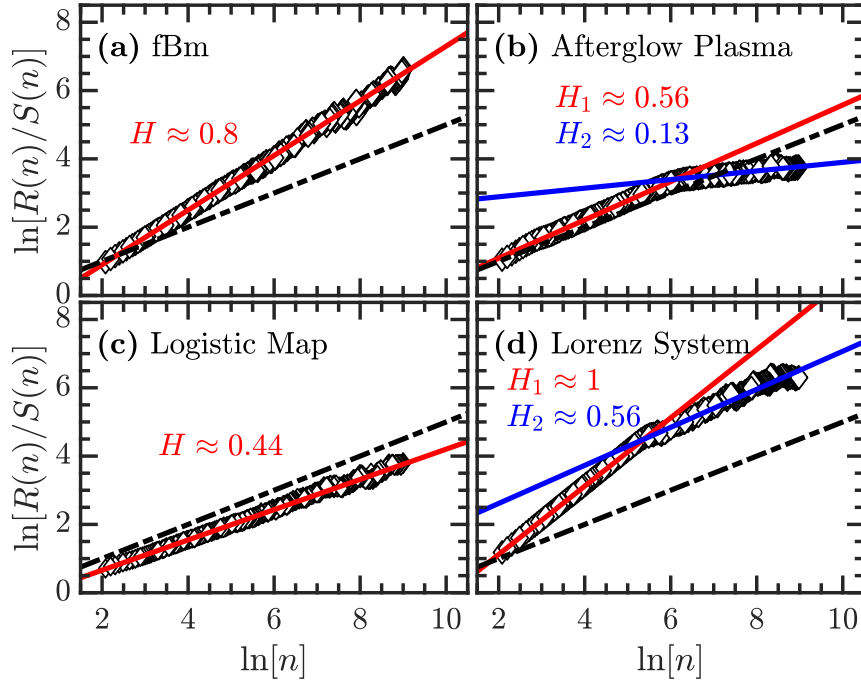 (a) fBm
H ≈ 0.8
ln[R(n)/S(n)]
8
6
4
2
0
(b) Afterglow Plasma
H₁ ≈ 0.56
H₂ ≈ 0.13
(c) Logistic Map
H ≈ 0.44
ln[R(n)/S(n)]
8
6
4
2
0
2 4 6 8 10
ln[n]
(d) Lorenz System
H₁ ≈ 1
H₂ ≈ 0.56
2 4 6 8 10
ln[n]